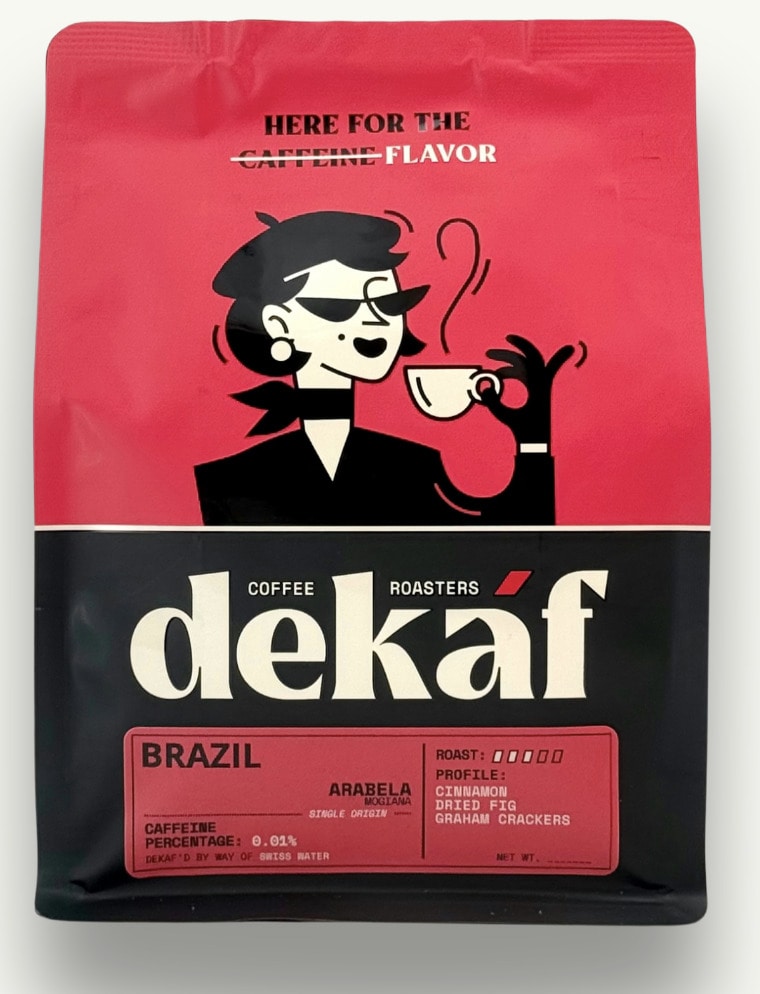 HERE FOR THE
CAFFEINE FLAVOR
COFFEE ROASTERS
dekáf
BRAZIL
ARABELA
MOGIANA
SINGLE ORIGIN
CAFFEINE
PERCENTAGE: 0.01%
DEKAF'D BY WAY OF SWISS WATER
ROAST:
PROFILE:
CINNAMON
DRIED FIG
GRAHAM CRACKERS
NET WT.